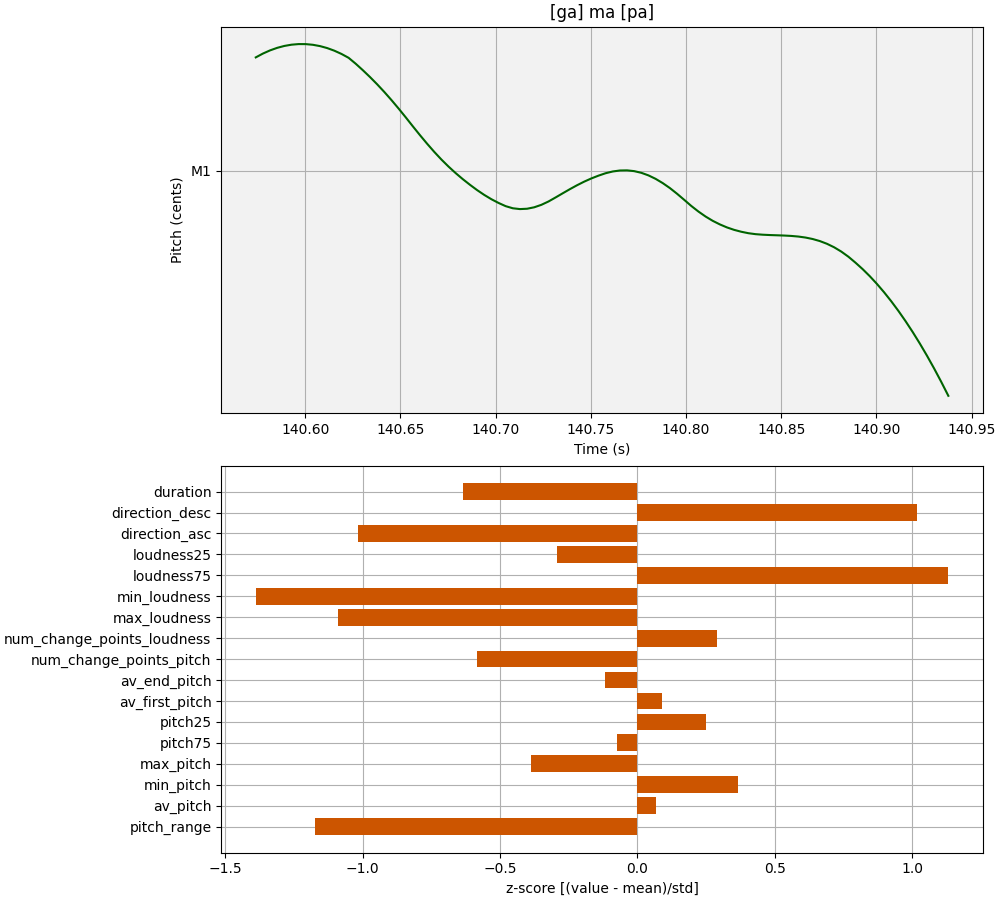 [ga] ma [pa]
M1
Pitch (cents)
140.60 140.65 140.70 140.75 140.80 140.85 140.90 140.95
Time (s)
duration
direction_desc
direction_asc
loudness25
loudness75
min_loudness
max_loudness
num_change_points_loudness
num_change_points_pitch
av_end_pitch
av_first_pitch
pitch25
pitch75
max_pitch
min_pitch
av_pitch
pitch_range
−1.5 −1.0 −0.5 0.0 0.5 1.0
z-score [(value - mean)/std]